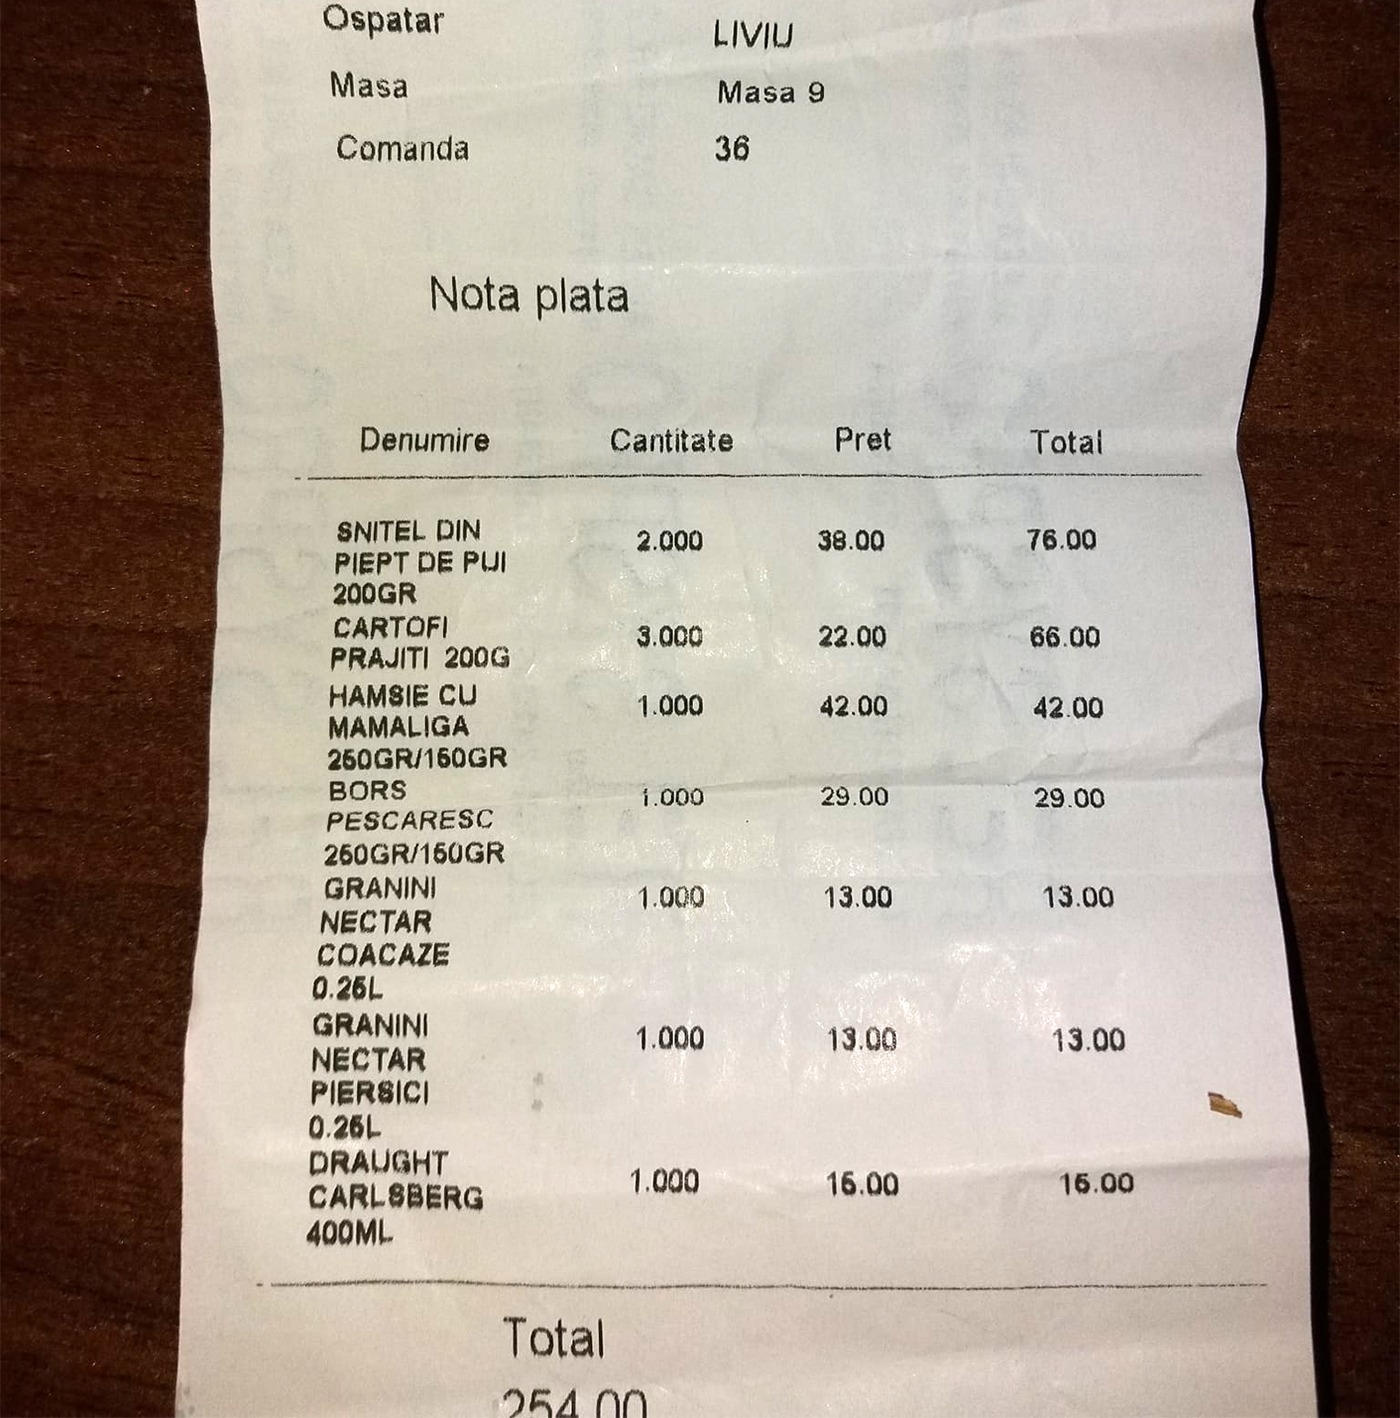 Ospatar LIVIU
Masa Masa 9
Comanda 36
Nota plata
Denumire Cantitate Pret Total
SNITEL DIN 2.000 38.00 76.00
PIEPT DE PUI
200GR
CARTOFI 3.000 22.00 66.00
PRAJITI 200G
HAMSIE CU 1.000 42.00 42.00
MAMALIGA
250GR/150GR
BORS 1.000 29.00 29.00
PESCARESC
250GR/150GR
GRANINI 1.000 13.00 13.00
NECTAR
COACAZE
0.25L
GRANINI 1.000 13.00 13.00
NECTAR
PIERSICI
0.25L
DRAUGHT 1.000 15.00 15.00
CARLSBERG
400ML
Total
254.00